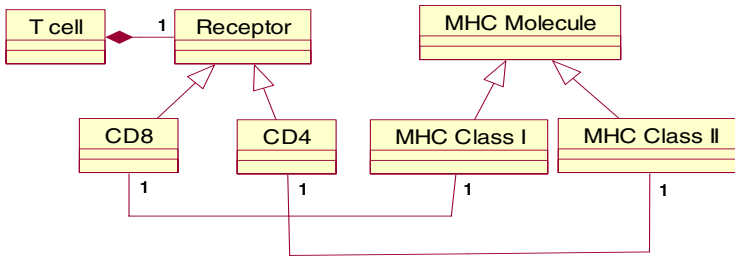 T cell
1
Receptor
MHC Molecule
CD8
CD4
MHC Class I
MHC Class II
1
1
1
1